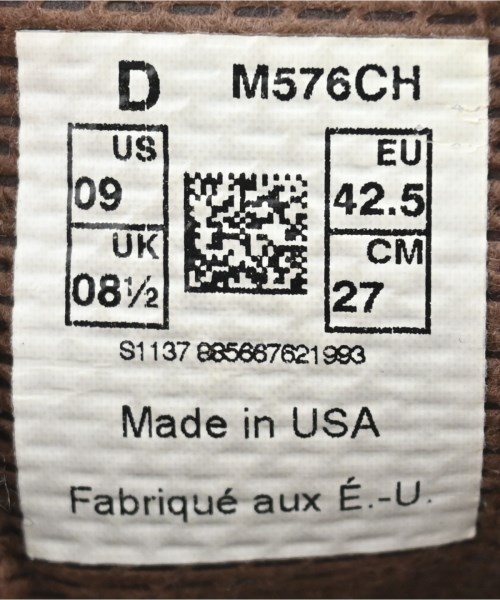 D M576CH
US EU
09 42.5
UK CM
08½ 27
S1137 885667621993
Made in USA
Fabriqué aux É.-U.